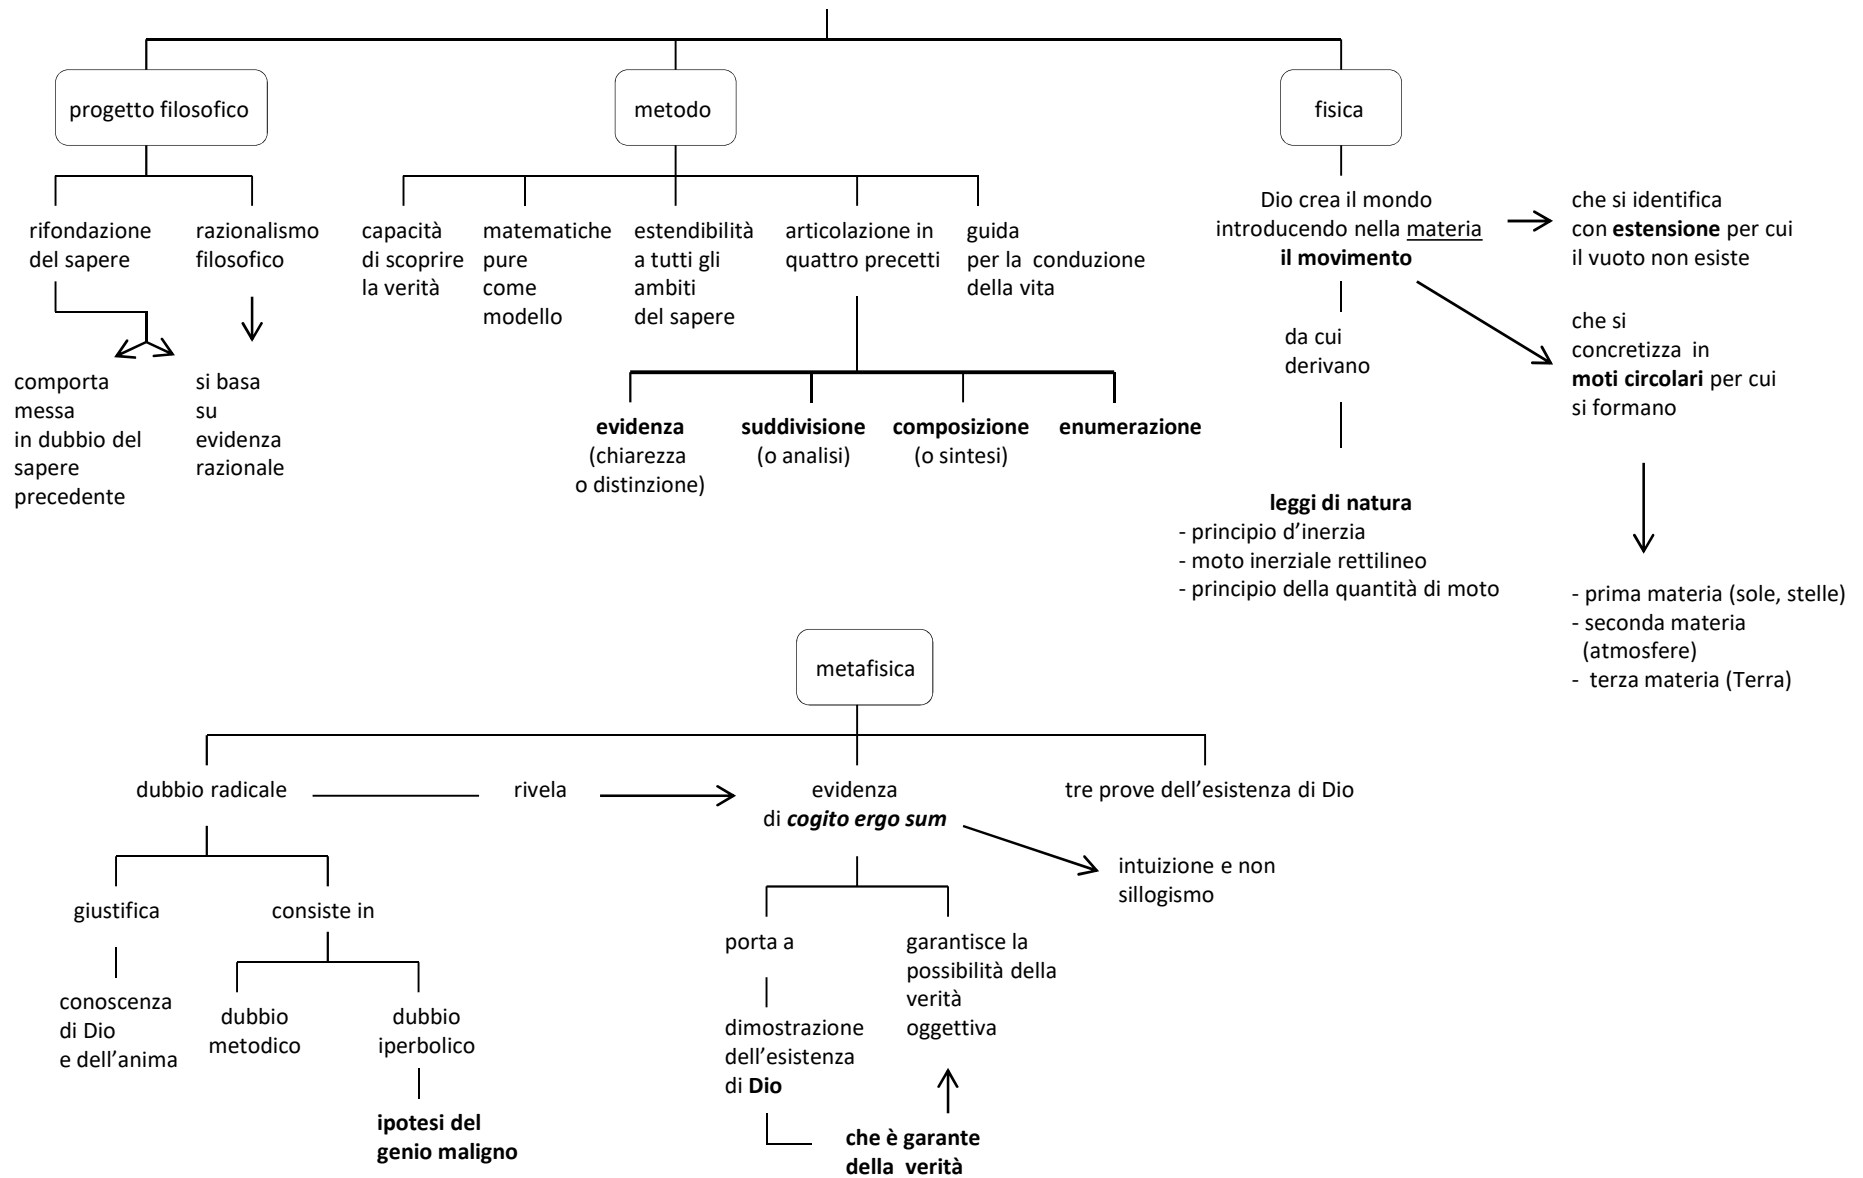 progetto filosofico
metodo
fisica
rifondazione
del sapere
razionalismo
filosofico
comporta
messa
in dubbio del
sapere
precedente
si basa
su
evidenza
razionale
capacità
di scoprire
la verità
matematiche
pure
come
modello
estendibilità
a tutti gli
ambiti
del sapere
articolazione in
quattro precetti
guida
per la conduzione
della vita
evidenza
(chiarezza
o distinzione)
suddivisione
(o analisi)
composizione
(o sintesi)
enumerazione
Dio crea il mondo
introducendo nella materia
il movimento
che si identifica
con estensione per cui
il vuoto non esiste
da cui
derivano
che si
concretizza in
moti circolari per cui
si formano
leggi di natura
- principio d’inerzia
- moto inerziale rettilineo
- principio della quantità di moto
- prima materia (sole, stelle)
- seconda materia
(atmosfere)
- terza materia (Terra)
metafisica
dubbio radicale
rivela
evidenza
di cogito ergo sum
tre prove dell’esistenza di Dio
intuizione e non
sillogismo
giustifica
consiste in
conoscenza
di Dio
e dell’anima
dubbio
metodico
dubbio
iperbolico
ipotesi del
genio maligno
porta a
dimostrazione
dell’esistenza
di Dio
garantisce la
possibilità della
verità
oggettiva
che è garante
della verità